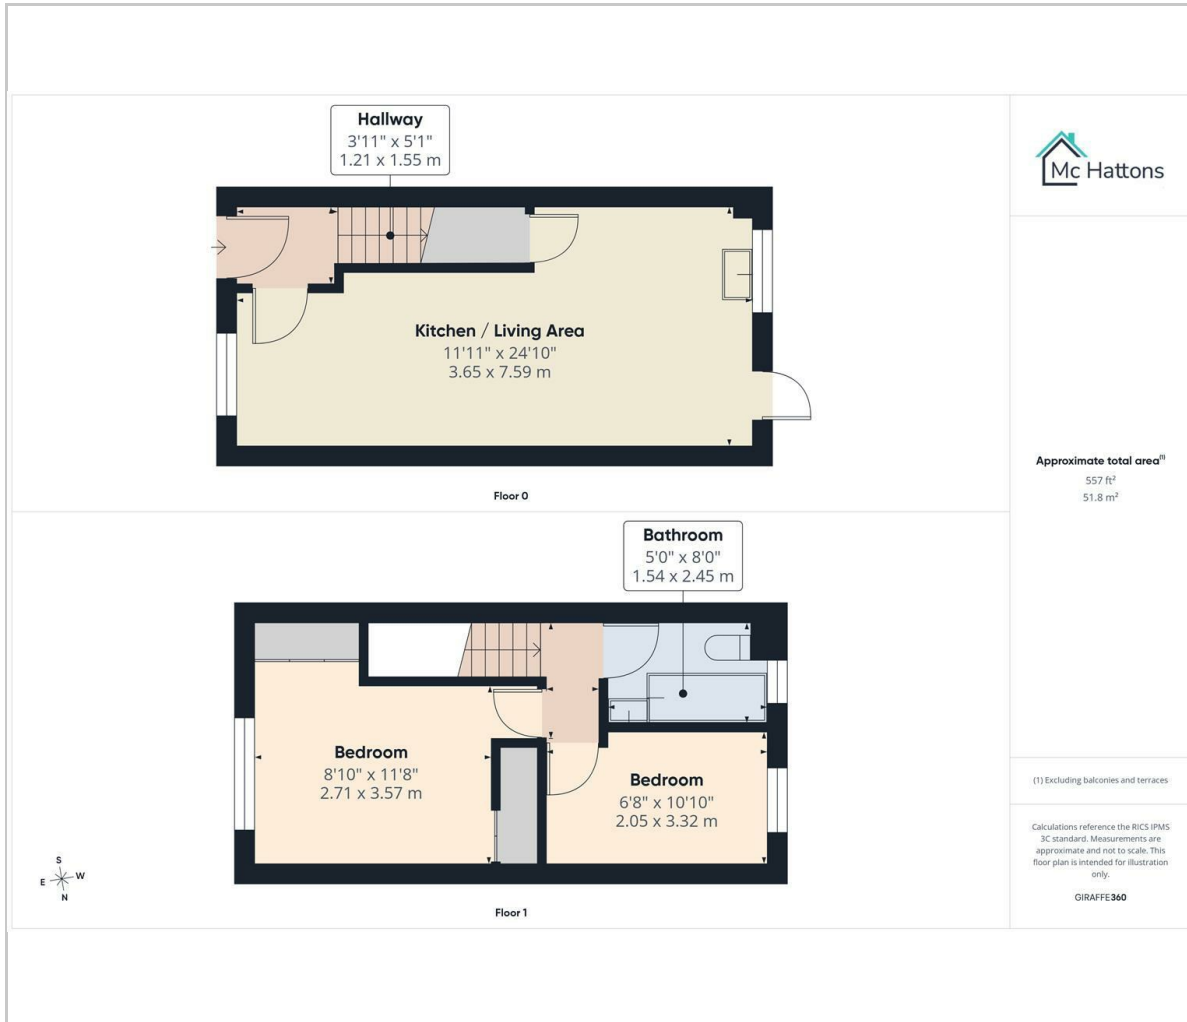 Hallway
3'11" x 5'1"
1.21 x 1.55 m
Kitchen / Living Area
11'11" x 24'10"
3.65 x 7.59 m
Floor 0
Bathroom
5'0" x 8'0"
1.54 x 2.45 m
Bedroom
8'10" x 11'8"
2.71 x 3.57 m
Bedroom
6'8" x 10'10"
2.05 x 3.32 m
S
E W
N
Floor 1
Mc Hattons
Approximate total area(1)
557 ft²
51.8 m²
(1) Excluding balconies and terraces
Calculations reference the RICS IPMS
3C standard. Measurements are
approximate and not to scale. This
floor plan is intended for illustration
only.
GIRAFFE360